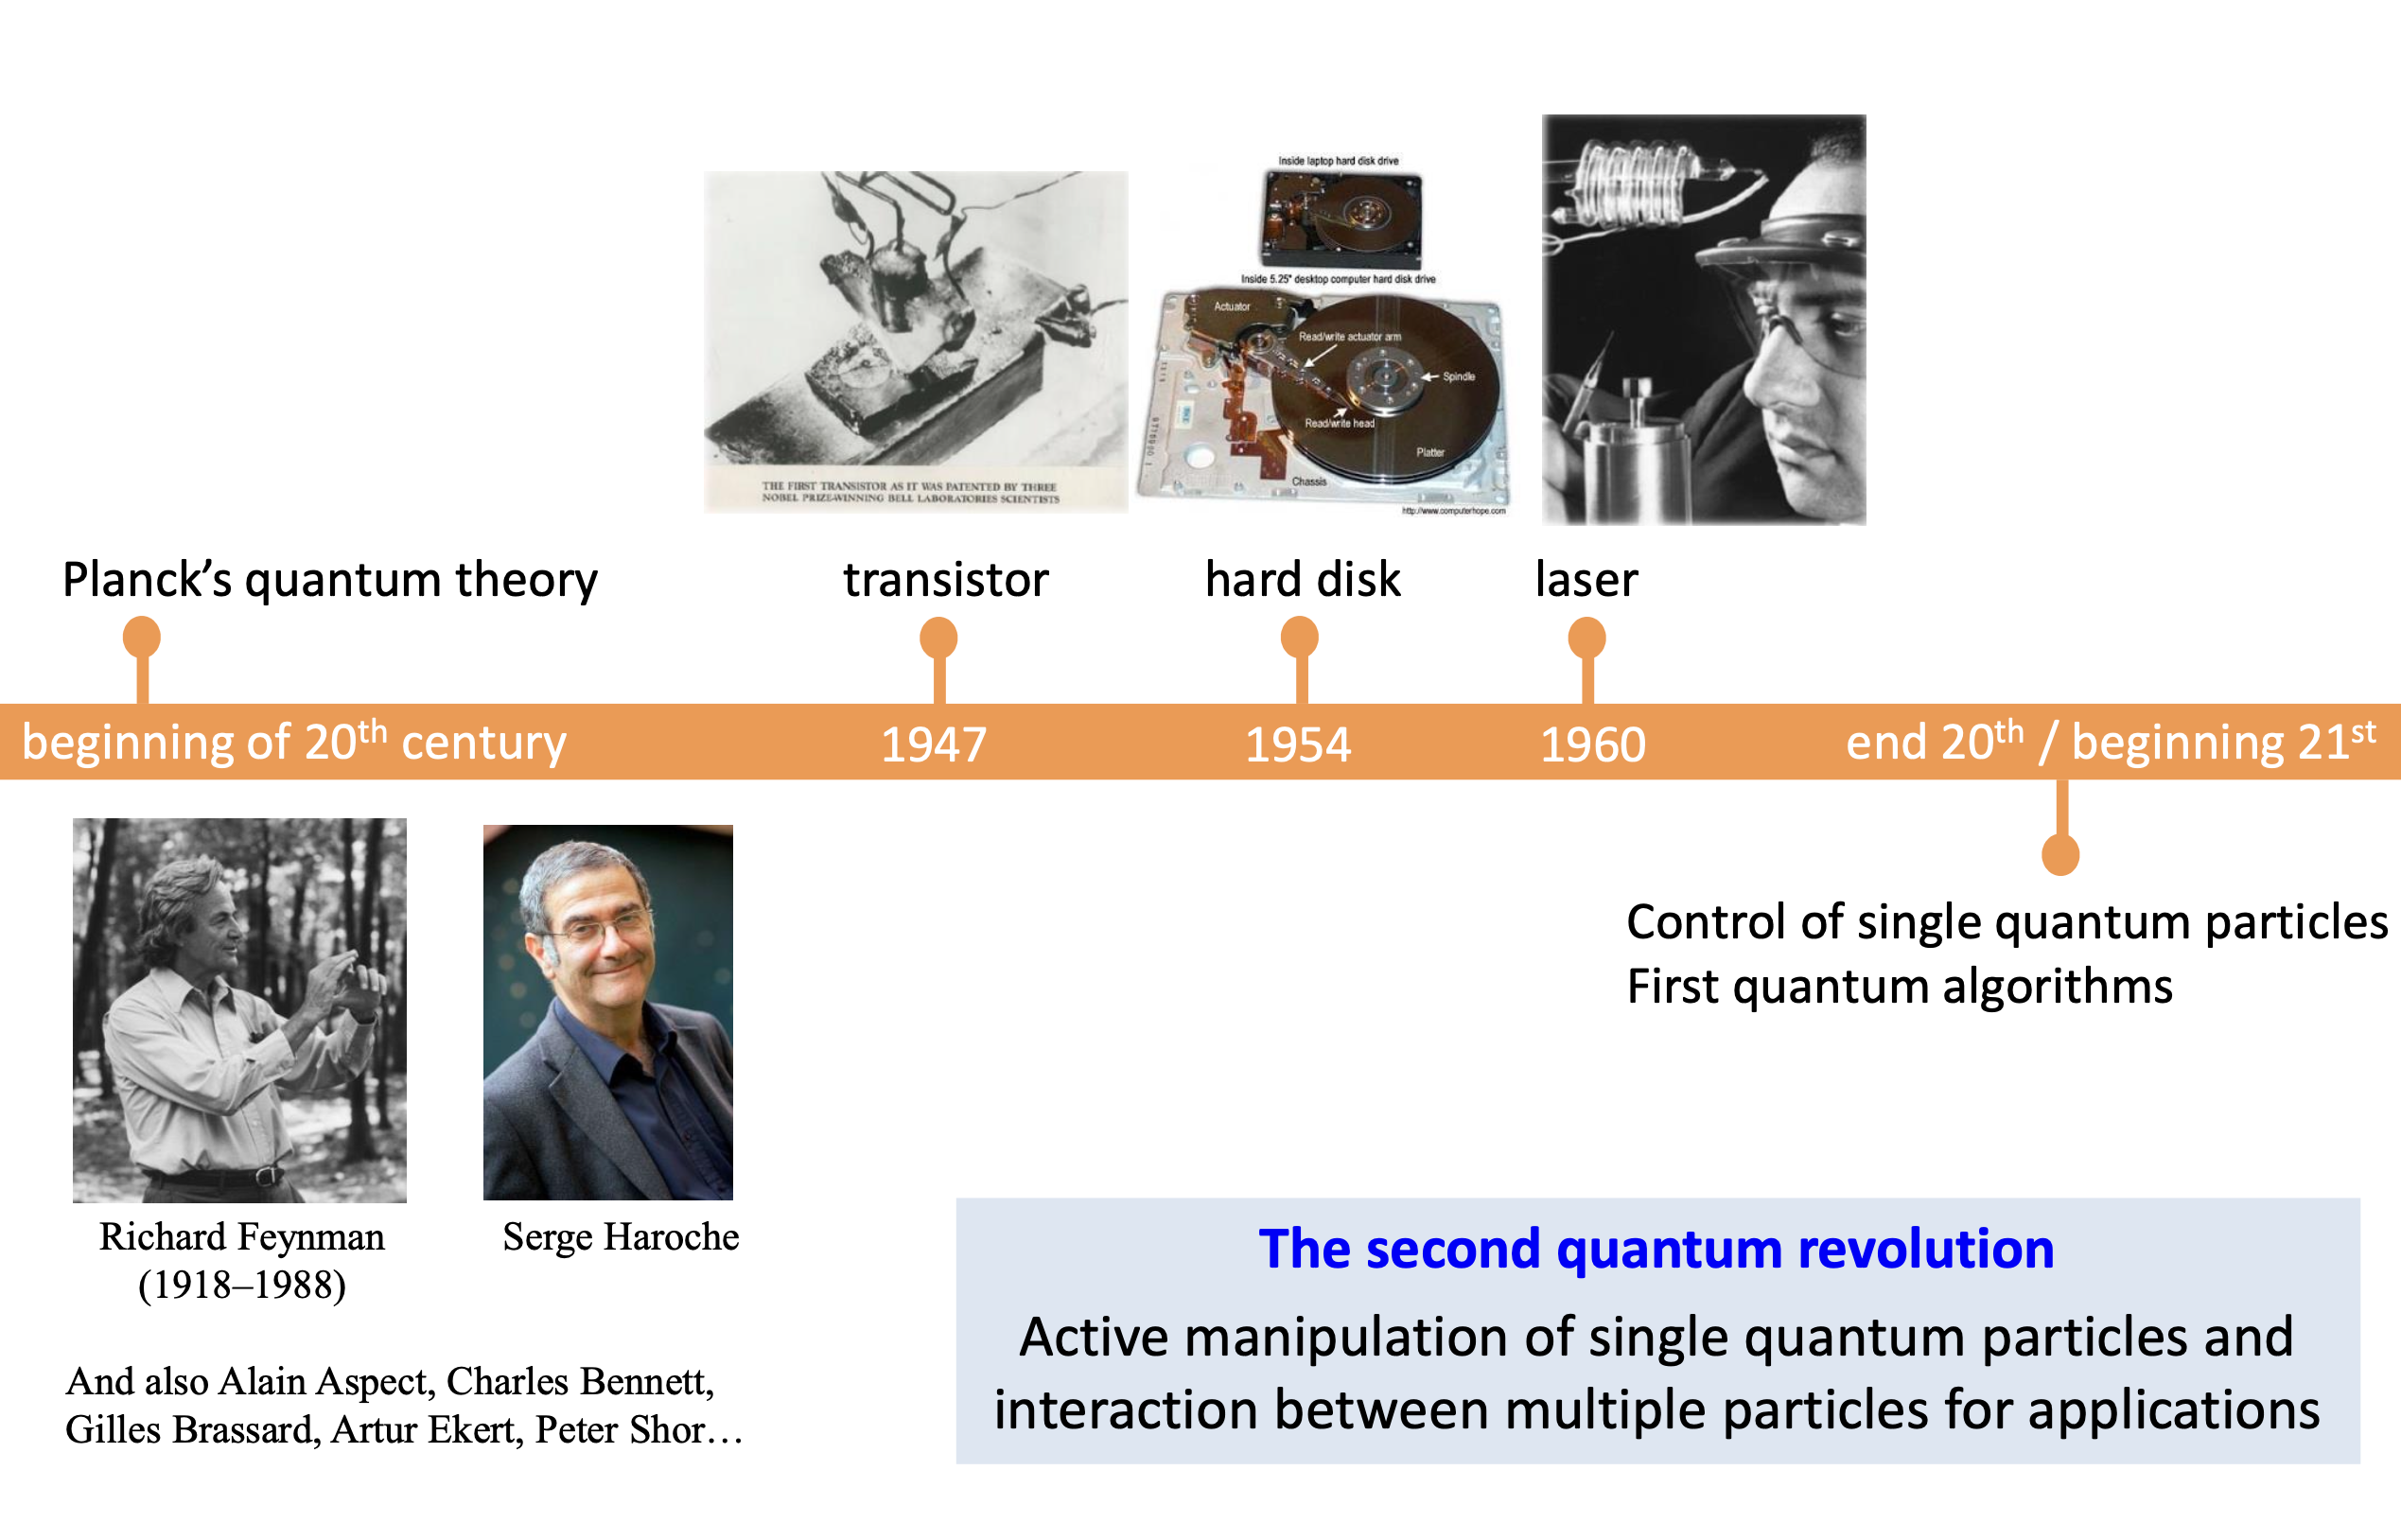 Inside laptop hard disk drive
Inside 5.25" desktop computer hard disk drive
Actuator
Read/write actuator arm
Spindle
Read/write head
Platter
Chassis
http://www.computerhope.com
THE FIRST TRANSISTOR AS IT WAS PATENTED BY THREE
NOBEL PRIZE-WINNING BELL LABORATORIES SCIENTISTS
Planck’s quantum theory
transistor
hard disk
laser
beginning of 20th century
1947
1954
1960
end 20th / beginning 21st
Control of single quantum particles
First quantum algorithms
Richard Feynman
(1918–1988)
Serge Haroche
And also Alain Aspect, Charles Bennett,
Gilles Brassard, Artur Ekert, Peter Shor…
The second quantum revolution
Active manipulation of single quantum particles and
interaction between multiple particles for applications